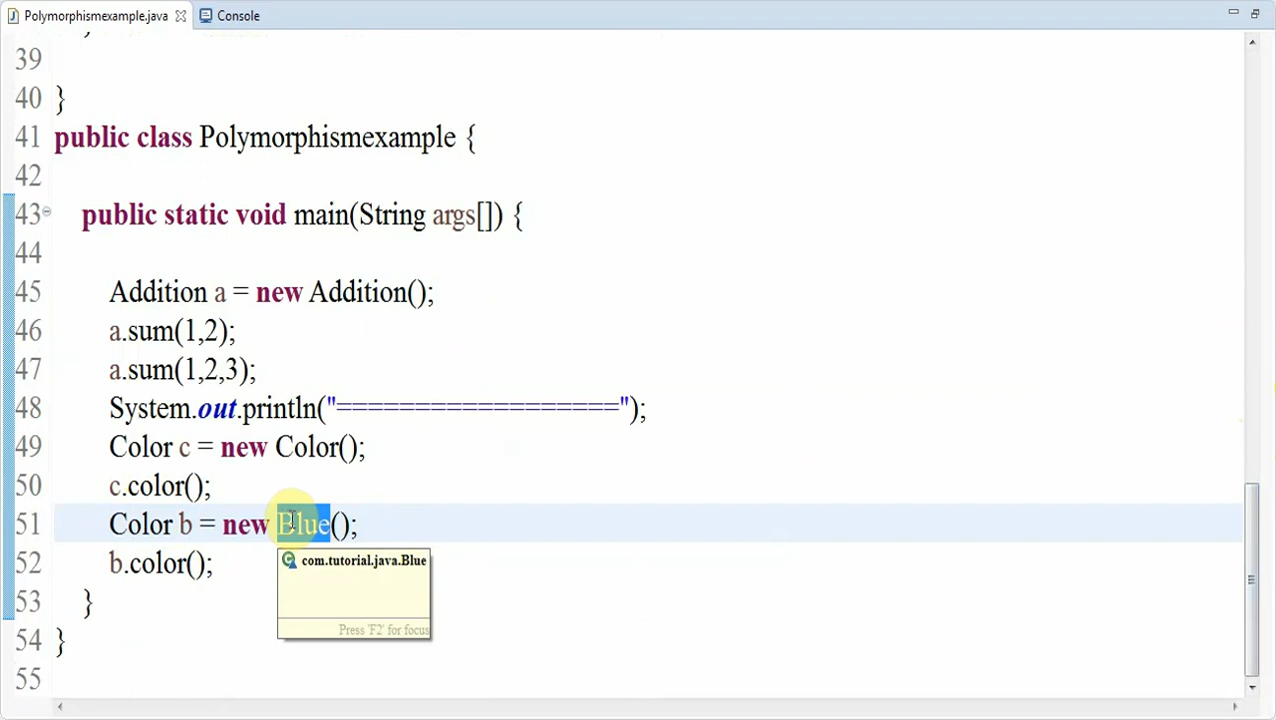 Polymorphismexample.java Console
39
40 }
41 public class Polymorphismexample {
42
43 public static void main(String args[]) {
44
45 Addition a = new Addition();
46 a.sum(1,2);
47 a.sum(1,2,3);
48 System.out.println("==================");
49 Color c = new Color();
50 c.color();
51 Color b = new Blue();
52 b.color();
com.tutorial.java.Blue
53 }
Press 'F2' for focus
54 }
55